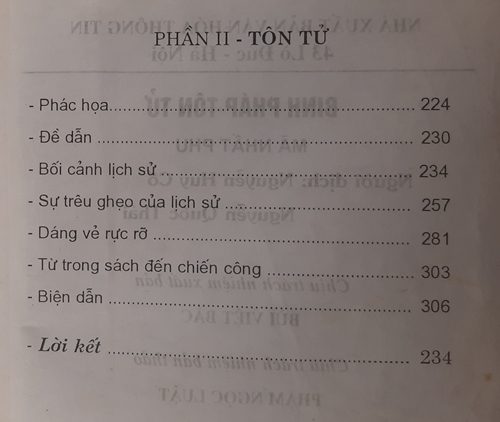 PHẦN II - TÔN TỬ
- Phác họa........................................................ 224
- Đề dẫn ........................................................ 230
- Bối cảnh lịch sử ............................................... 234
- Sự trêu ghẹo của lịch sử ................................. 257
- Dáng vẻ rực rỡ ............................................... 281
- Từ trong sách đến chiến công ......................... 303
- Biện dẫn ....................................................... 306
- Lời kết ........................................................ 234